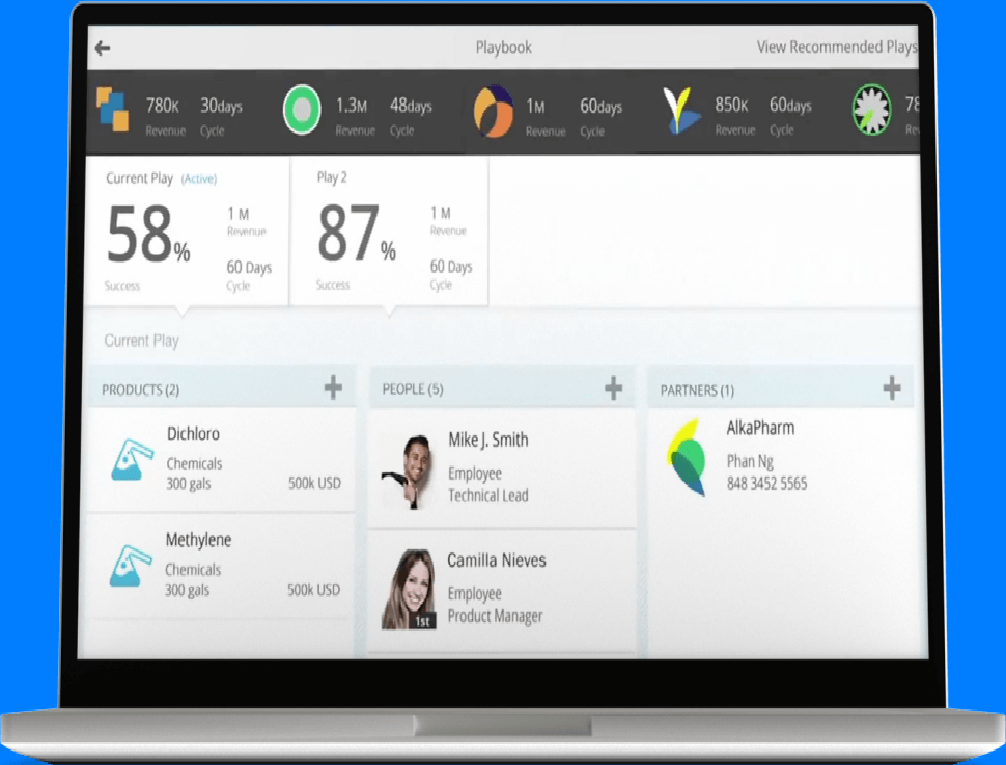 Playbook
View Recommended Plays
780K 30days
Revenue Cycle
1.3M 48days
Revenue Cycle
1M 60days
Revenue Cycle
850K 60days
Revenue Cycle
78
Re
Current Play (Active)
58%
Success
1 M
Revenue
60 Days
Cycle
Play 2
87%
Success
1 M
Revenue
60 Days
Cycle
Current Play
PRODUCTS (2)
Dichloro
Chemicals
300 gals 500k USD
Methylene
Chemicals
300 gals 500k USD
PEOPLE (5)
Mike J. Smith
Employee
Technical Lead
Camilla Nieves
Employee
Product Manager
1st
PARTNERS (1)
AlkaPharm
Phan Ng
848 3452 5565